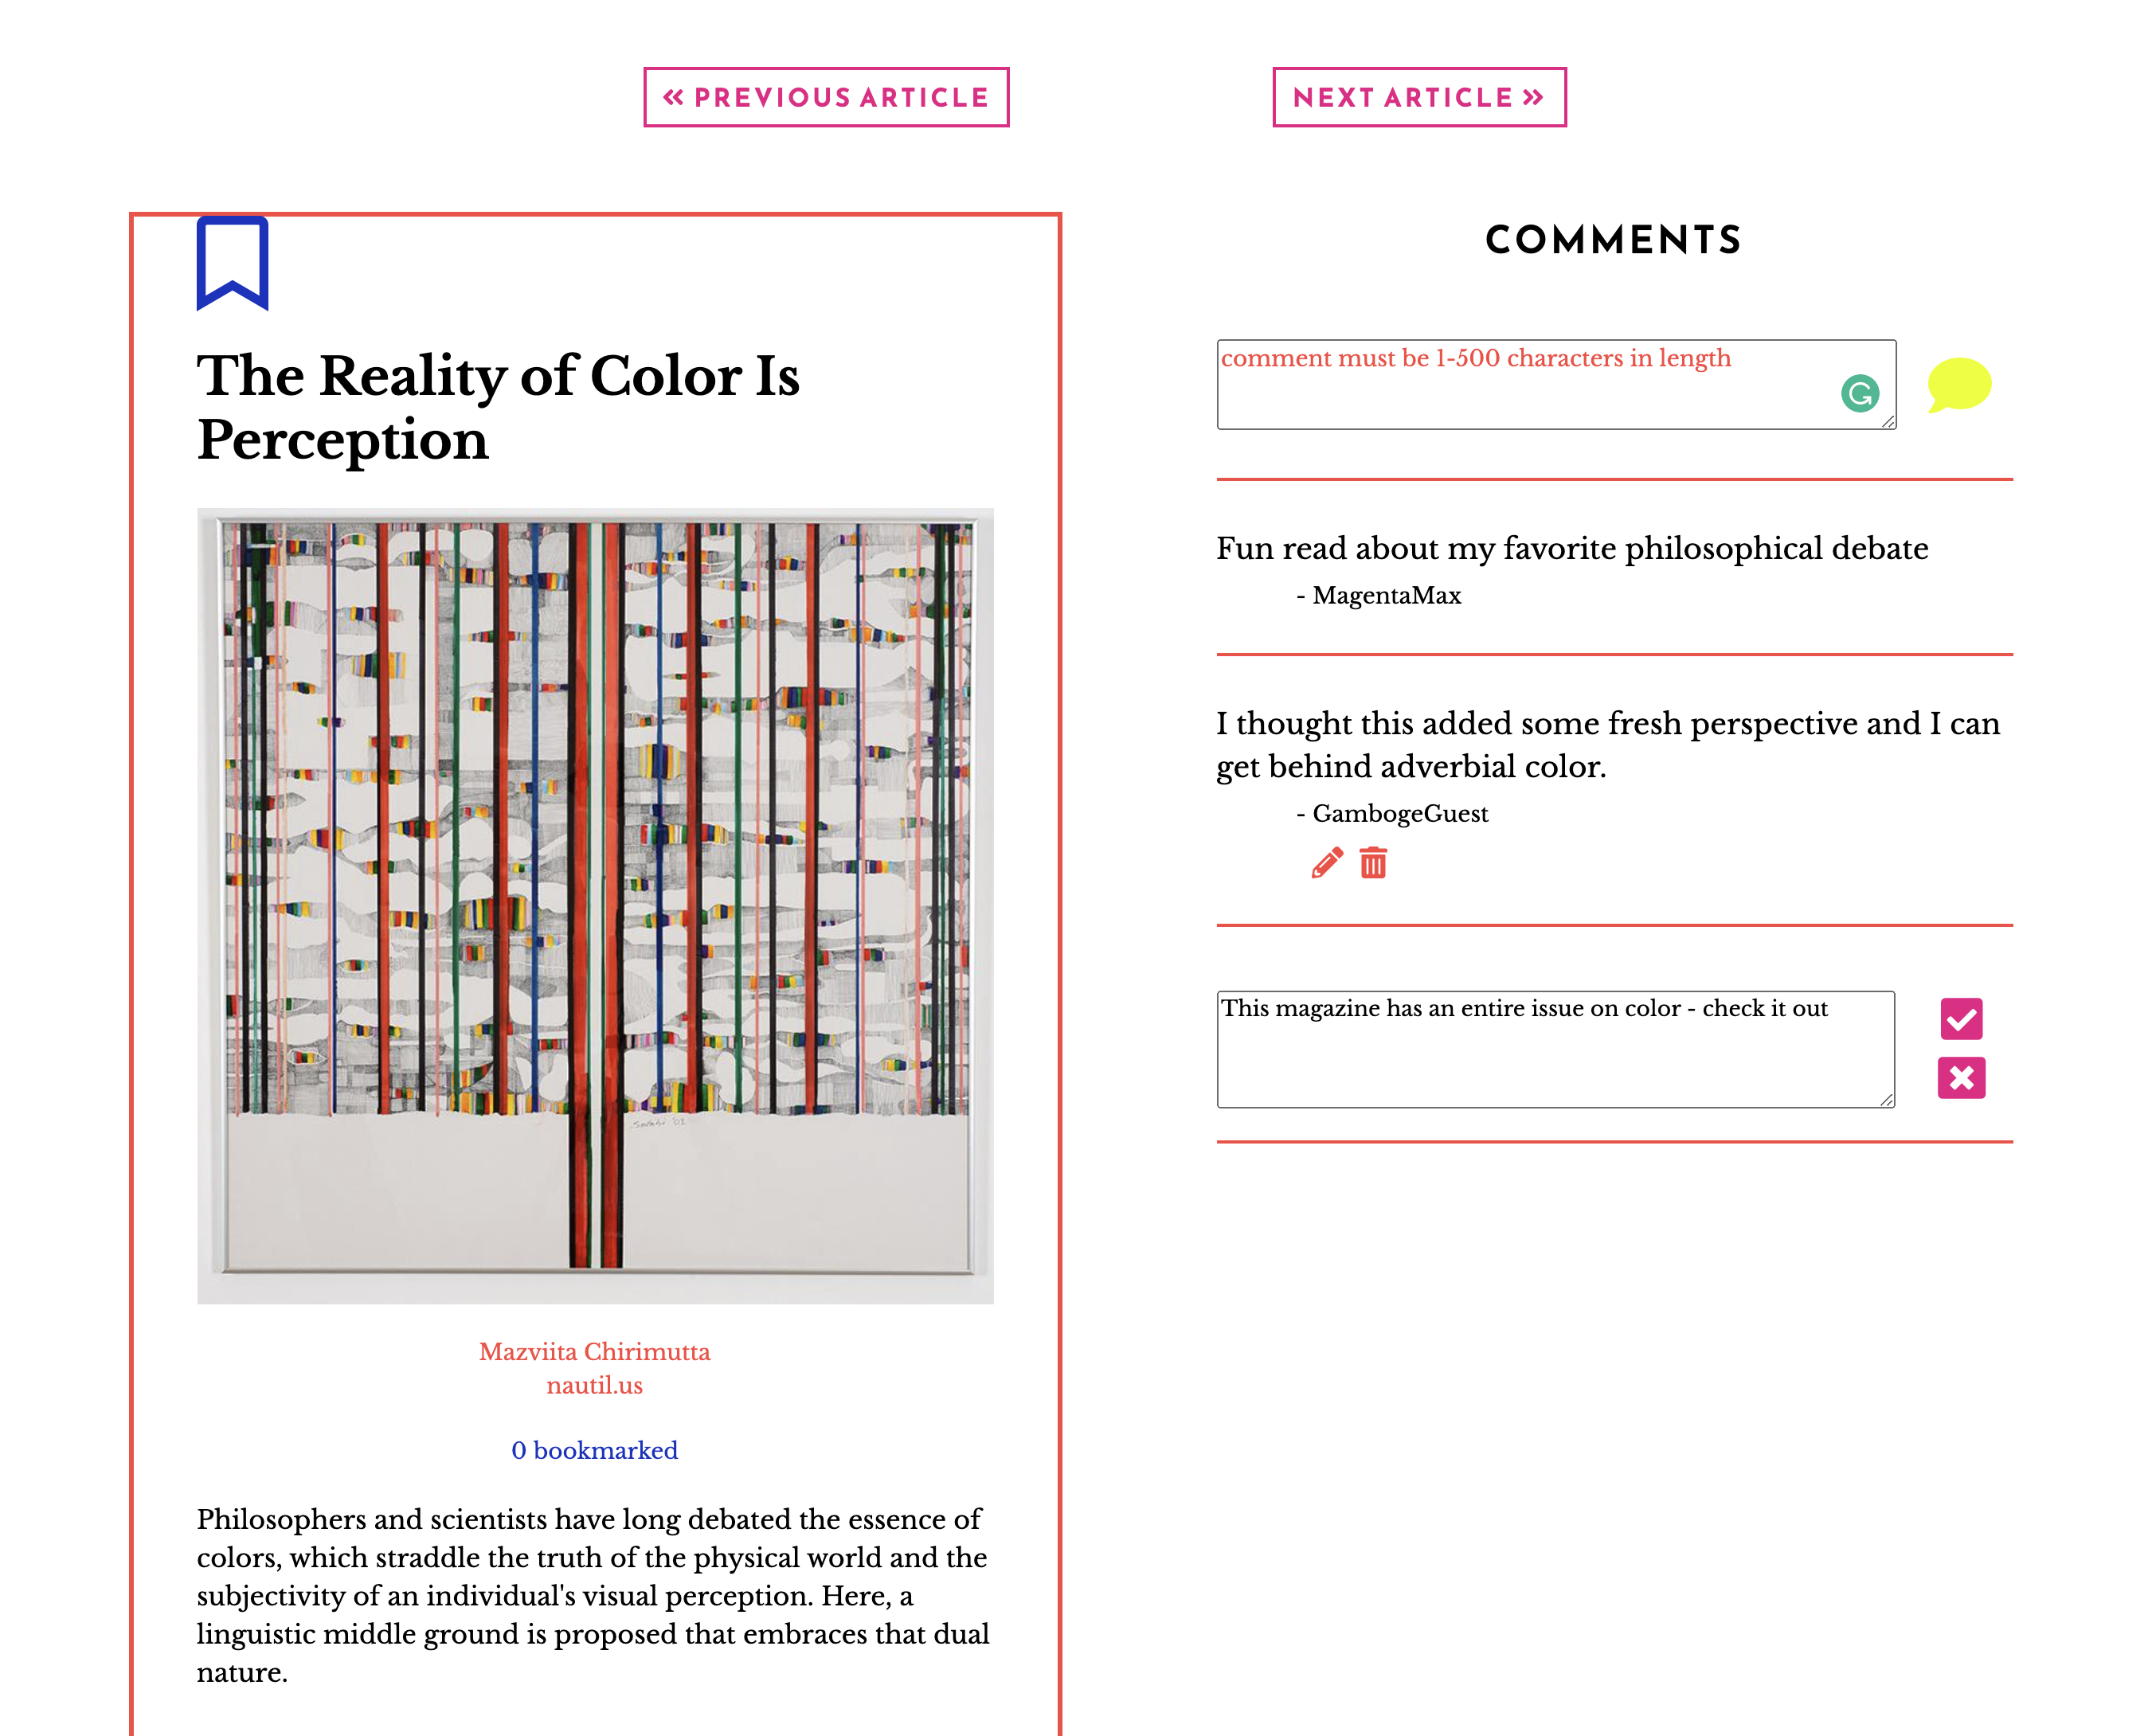 PREVIOUS ARTICLE
NEXT ARTICLE
The Reality of Color Is
Perception
Mazviita Chirimutta
nautil.us
0 bookmarked
Philosophers and scientists have long debated the essence of
colors, which straddle the truth of the physical world and the
subjectivity of an individual's visual perception. Here, a
linguistic middle ground is proposed that embraces that dual
nature.
COMMENTS
comment must be 1-500 characters in length
Fun read about my favorite philosophical debate
- MagentaMax
I thought this added some fresh perspective and I can
get behind adverbial color.
- GambogeGuest
This magazine has an entire issue on color - check it out